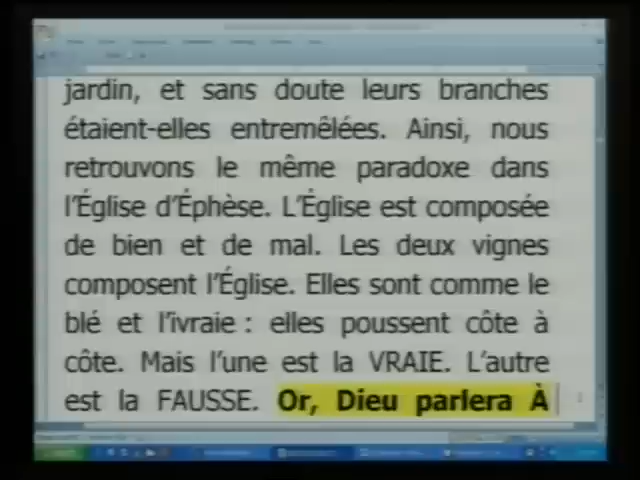 jardin, et sans doute leurs branches
étaient-elles entremêlées. Ainsi, nous
retrouvons le même paradoxe dans
l'Église d'Éphèse. L'Église est composée
de bien et de mal. Les deux vignes
composent l'Église. Elles sont comme le
blé et l'ivraie : elles poussent côte à
côte. Mais l'une est la VRAIE. L'autre
est la FAUSSE. Or, Dieu parlera À